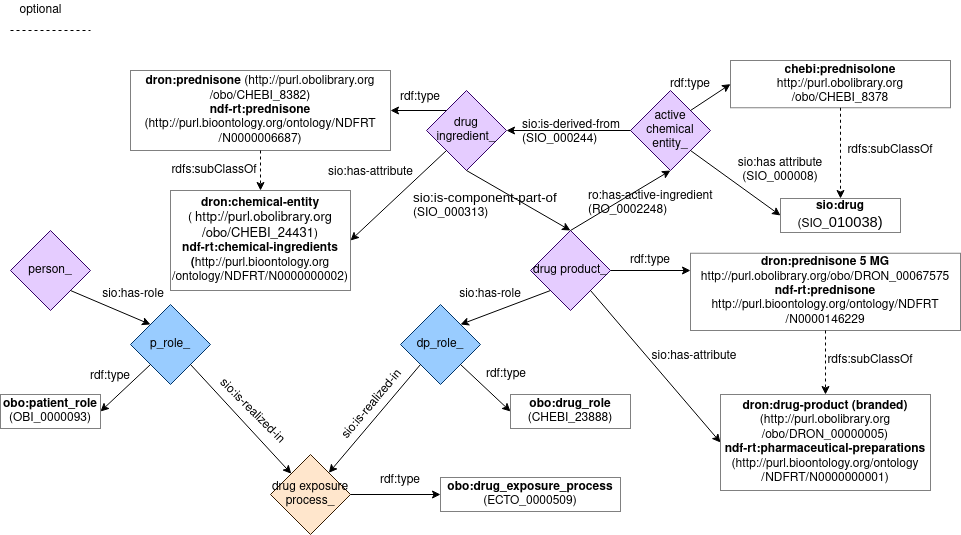 optional
dron:prednisone (http://purl.obolibrary.org
/obo/CHEBI_8382)
ndf-rt:prednisone
(http://purl.bioontology.org/ontology/NDFRT
/N0000006687)
rdf:type
drug
ingredient_
sio:is-derived-from
(SIO_000244)
active
chemical
entity_
rdf:type
chebi:prednisolone
http://purl.obolibrary.org
/obo/CHEBI_8378
rdfs:subClassOf
rdfs:subClassOf
sio:has-attribute
sio:has attribute
(SIO_000008)
sio:is-component-part-of
(SIO_000313)
ro:has-active-ingredient
(RO_0002248)
sio:drug
(SIO_010038)
dron:chemical-entity
( http://purl.obolibrary.org
/obo/CHEBI_24431)
ndf-rt:chemical-ingredients
(http://purl.bioontology.org
/ontology/NDFRT/N0000000002)
person_
drug product_
rdf:type
dron:prednisone 5 MG
http://purl.obolibrary.org/obo/DRON_00067575
ndf-rt:prednisone
http://purl.bioontology.org/ontology/NDFRT
/N0000146229
sio:has-role
sio:has-role
p_role_
dp_role_
sio:has-attribute
rdfs:subClassOf
rdf:type
rdf:type
sio:is-realized-in
sio:is-realized-in
obo:patient_role
(OBI_0000093)
obo:drug_role
(CHEBI_23888)
dron:drug-product (branded)
(http://purl.obolibrary.org
/obo/DRON_00000005)
ndf-rt:pharmaceutical-preparations
(http://purl.bioontology.org/ontology
/NDFRT/N0000000001)
drug exposure
process_
rdf:type
obo:drug_exposure_process
(ECTO_0000509)